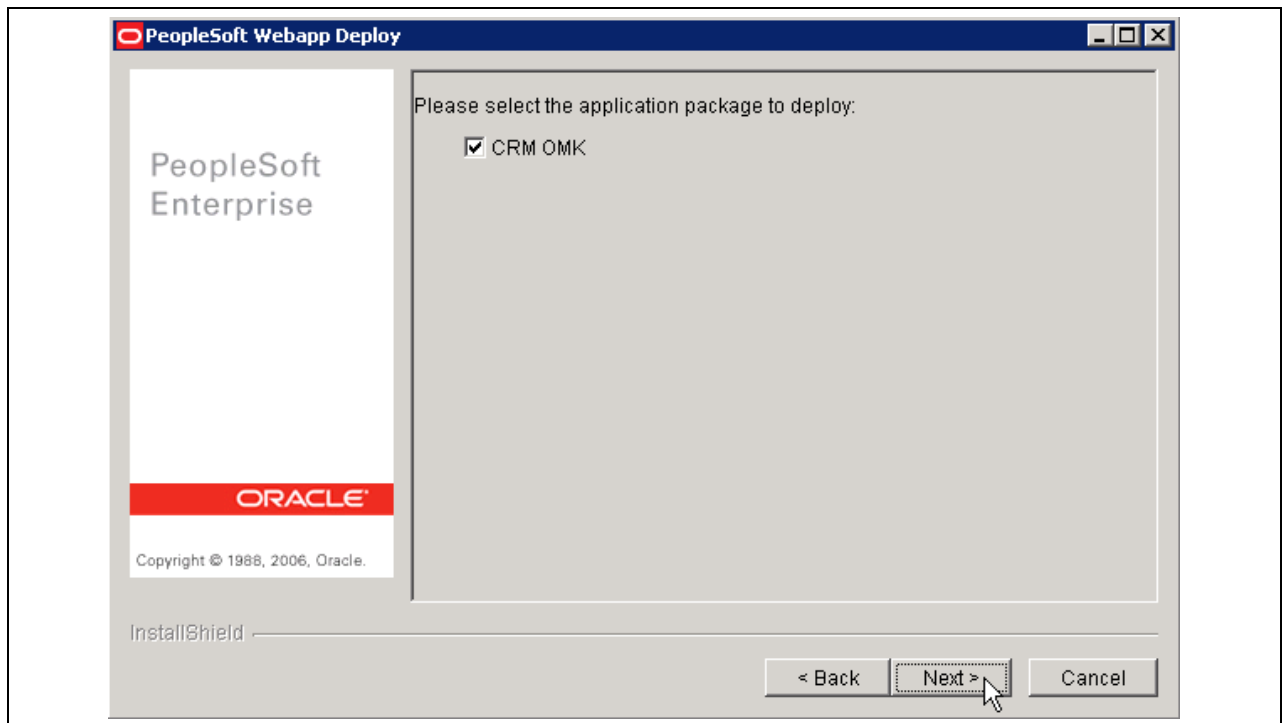 PeopleSoft Webapp Deploy
PeopleSoft
Enterprise
ORACLE
Copyright © 1988, 2006, Oracle.
Please select the application package to deploy:
CRM OMK
InstallShield
< Back
Next >
Cancel